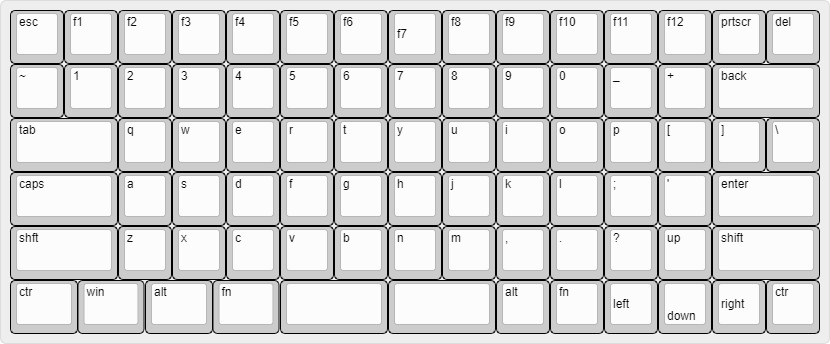 esc f1 f2 f3 f4 f5 f6 f7 f8 f9 f10 f11 f12 prtscr del
~ 1 2 3 4 5 6 7 8 9 0 _ + back
tab q w e r t y u i o p [ ] \
caps a s d f g h j k l ; ' enter
shft z x c v b n m , . ? up shift
ctr win alt fn alt fn left down right ctr